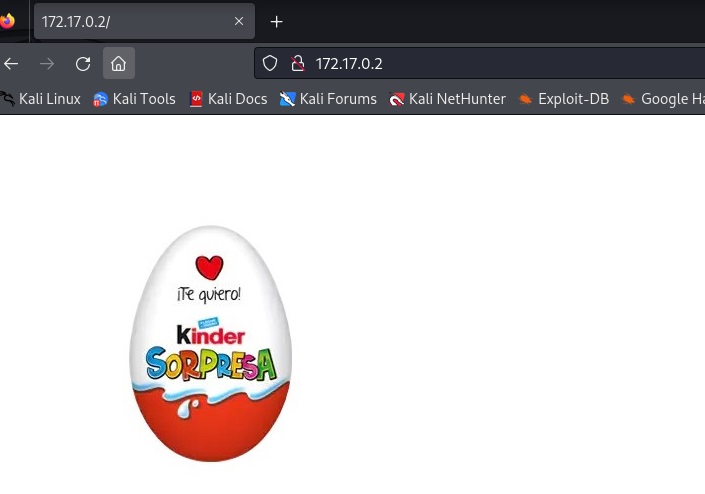 172.17.0.2/
172.17.0.2
Kali Linux Kali Tools Kali Docs Kali Forums Kali NetHunter Exploit-DB Google Ha
¡Te quiero!
Kinder
SORPRESA